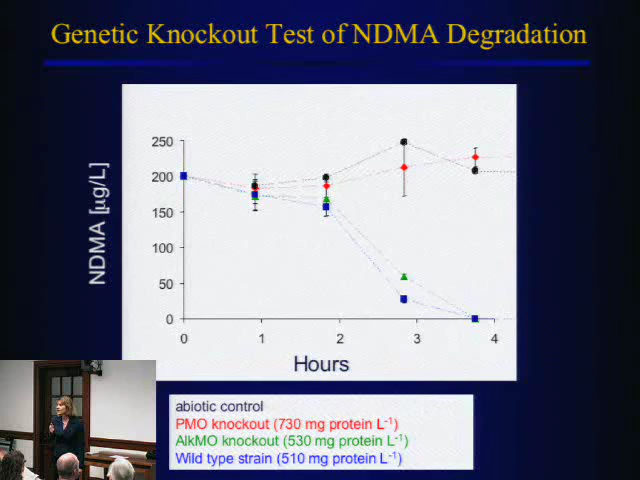 Genetic Knockout Test of NDMA Degradation
NDMA [µg/L]
250
200
150
100
50
0
0 1 2 3 4
Hours
abiotic control
PMO knockout (730 mg protein L⁻¹)
AlkMO knockout (530 mg protein L⁻¹)
Wild type strain (510 mg protein L⁻¹)